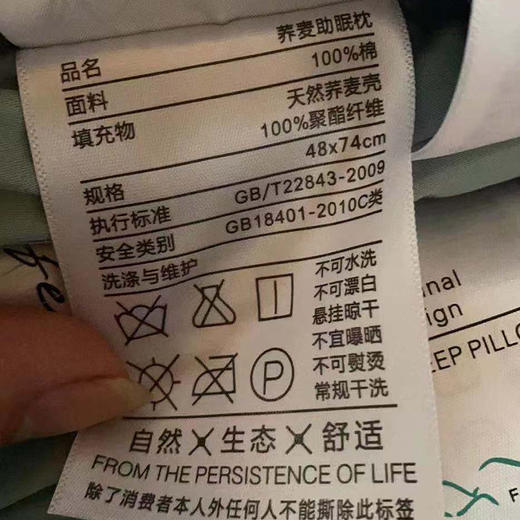 品名 荞麦助眠枕
面料 100%棉
填充物 天然荞麦壳
100%聚酯纤维
规格 48x74cm
执行标准 GB/T22843-2009
安全类别 GB18401-2010C类
洗涤与维护
不可水洗
不可漂白
悬挂晾干
不宜曝晒
不可熨烫
常规干洗
P
自然×生态×舒适
FROM THE PERSISTENCE OF LIFE
除了消费者本人外任何人不能撕除此标签
nal
ign
EEP PILLO
F